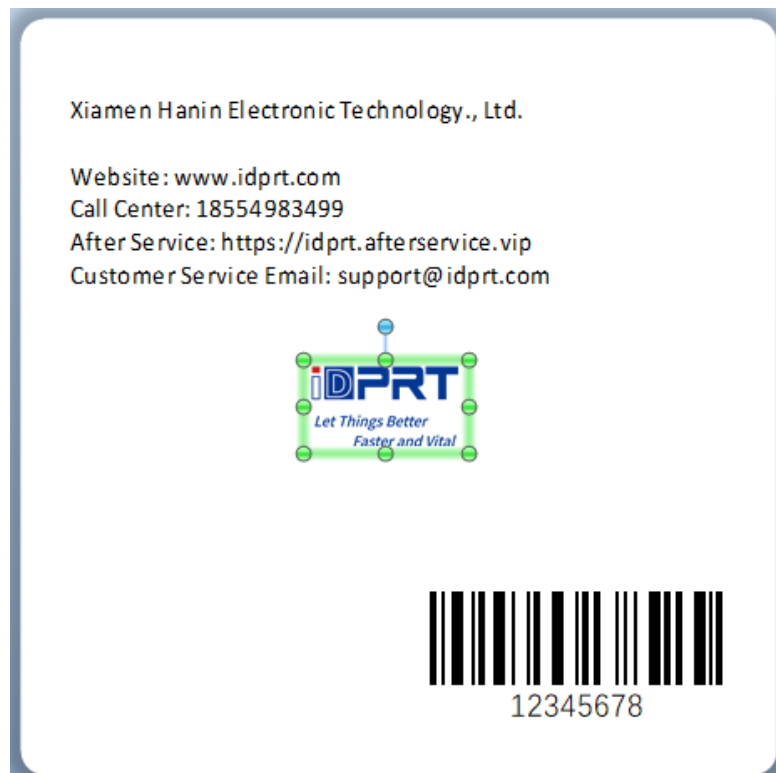 Xiamen Hanin Electronic Technology., Ltd.
Website: www.idprt.com
Call Center: 18554983499
After Service: https://idprt.afterservice.vip
Customer Service Email: support@idprt.com
iDPRT
Let Things Better
Faster and Vital
12345678